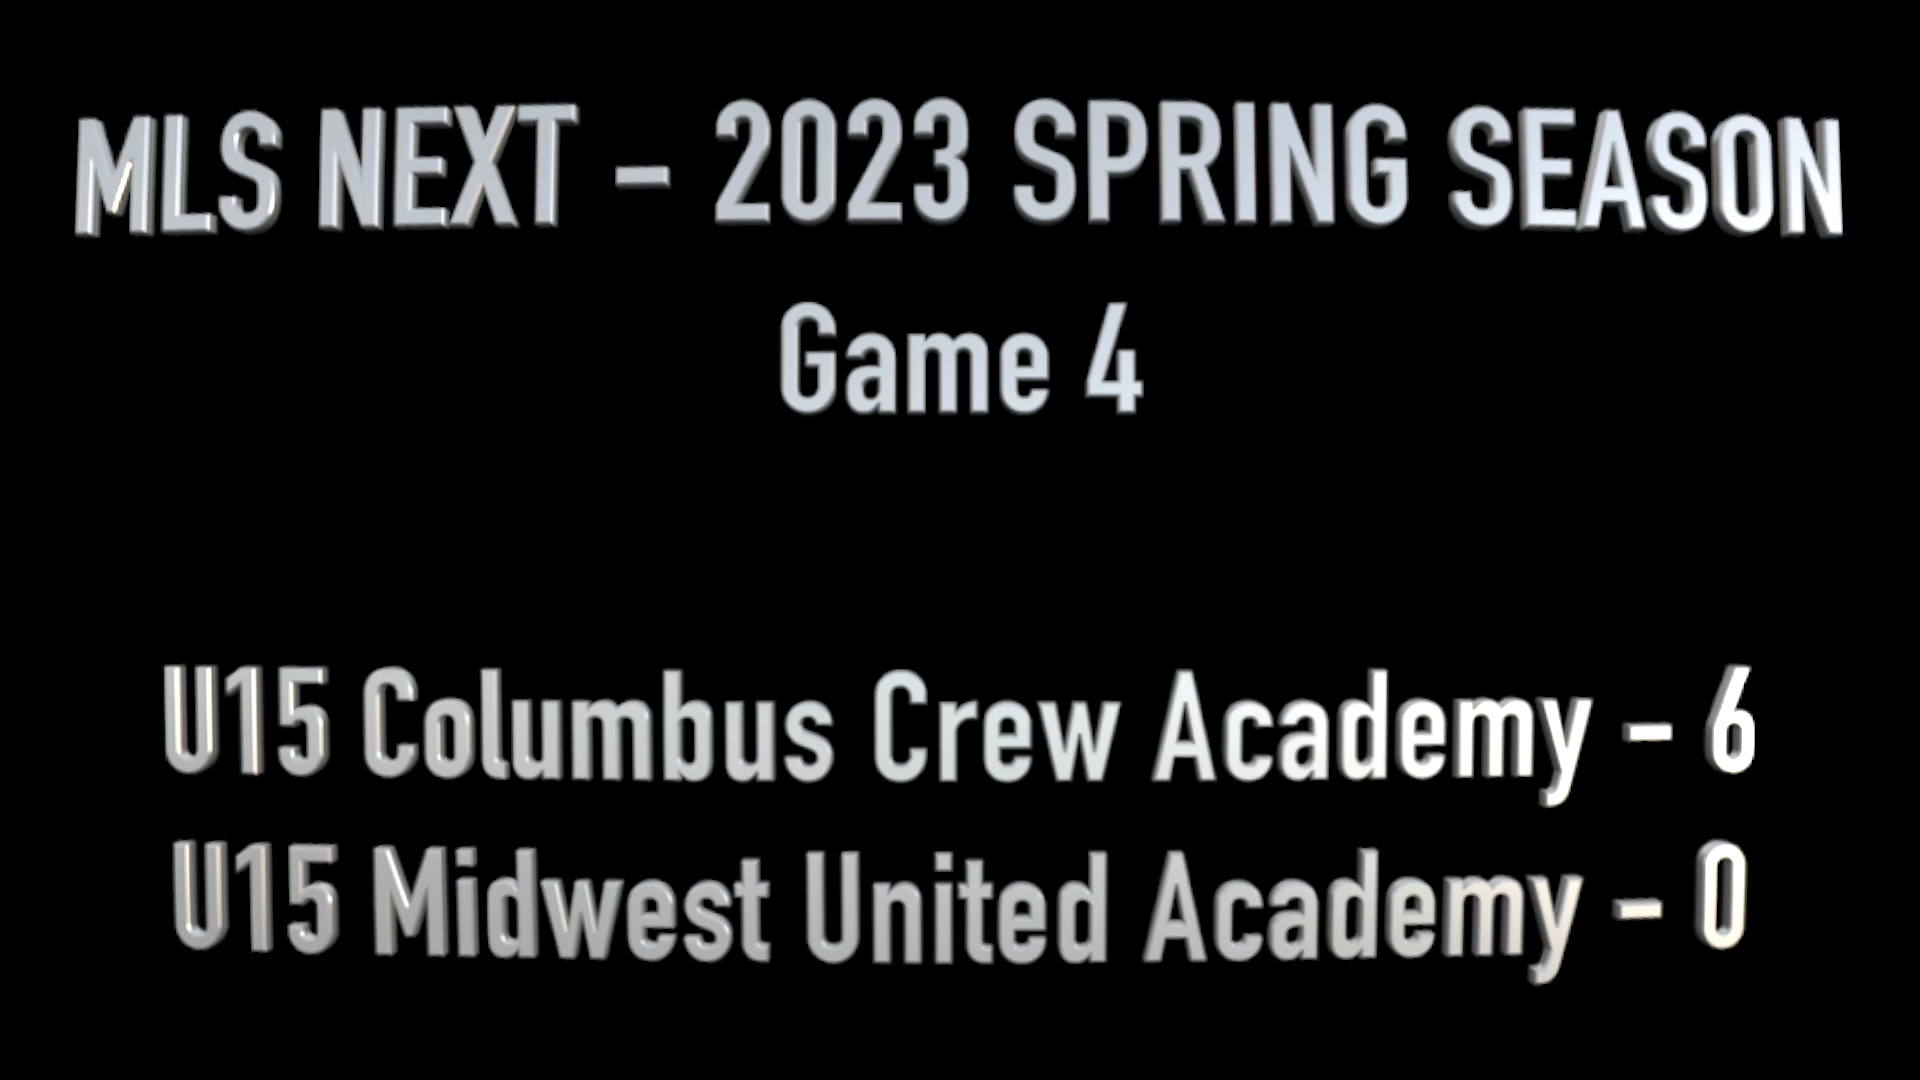 MLS NEXT - 2023 SPRING SEASON
Game 4
U15 Columbus Crew Academy - 6
U15 Midwest United Academy - 0